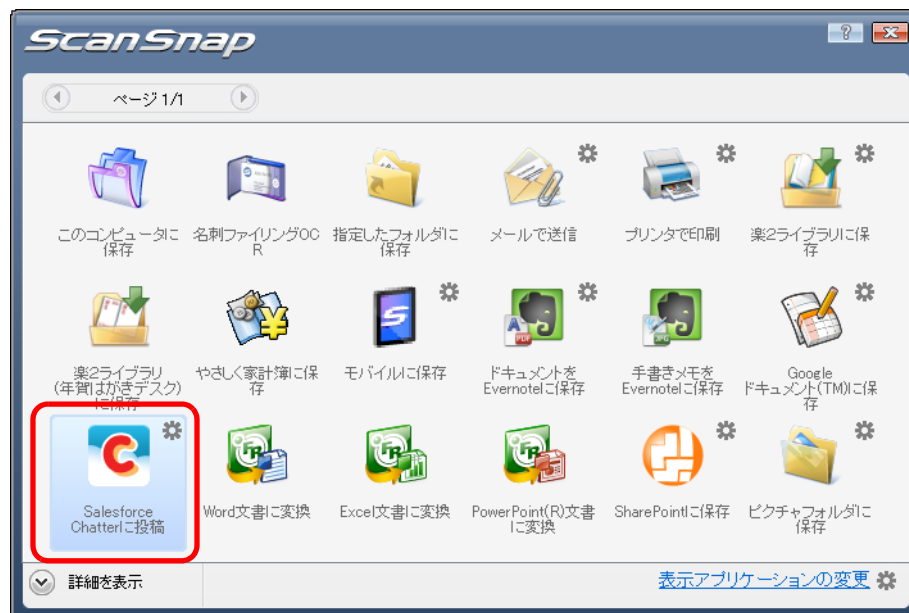 ScanSnap
?
ページ 1/1
このコンピュータに
保存
名刺ファイリングOC
R
指定したフォルダに
保存
メールで送信
プリンタで印刷
楽2ライブラリに保
存
楽2ライブラリ
(年賀はがきデスク)
に保存
やさしく家計簿に保
存
モバイルに保存
ドキュメントを
Evernoteに保存
手書きメモを
Evernoteに保存
Google
ドキュメント(TM)に保
存
Salesforce
Chatterに投稿
Word文書に変換
Excel文書に変換
PowerPoint(R)文書
に変換
SharePointに保存
ピクチャフォルダに
保存
詳細を表示
表示アプリケーションの変更